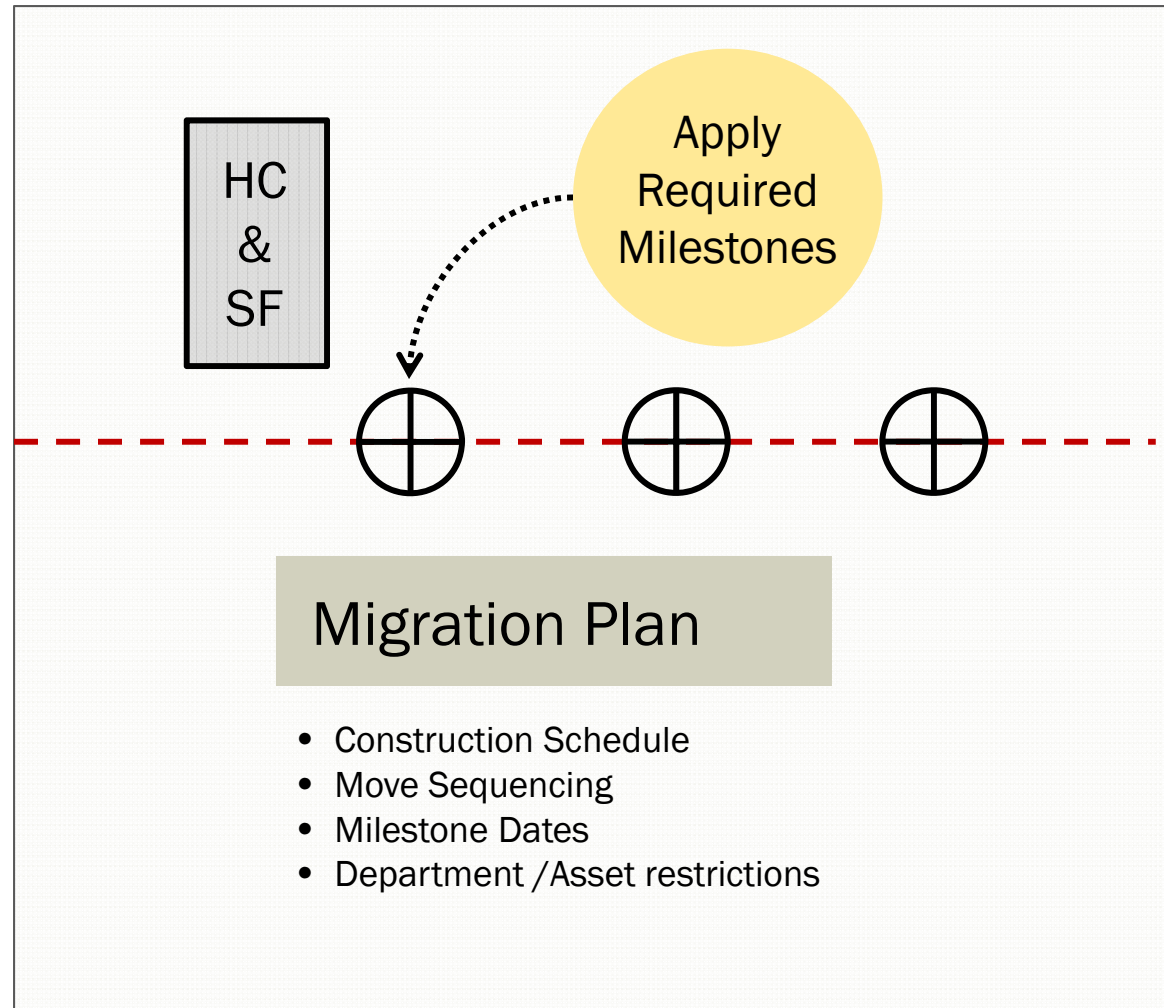 HC
&
SF
Apply
Required
Milestones
Migration Plan
• Construction Schedule
• Move Sequencing
• Milestone Dates
• Department /Asset restrictions